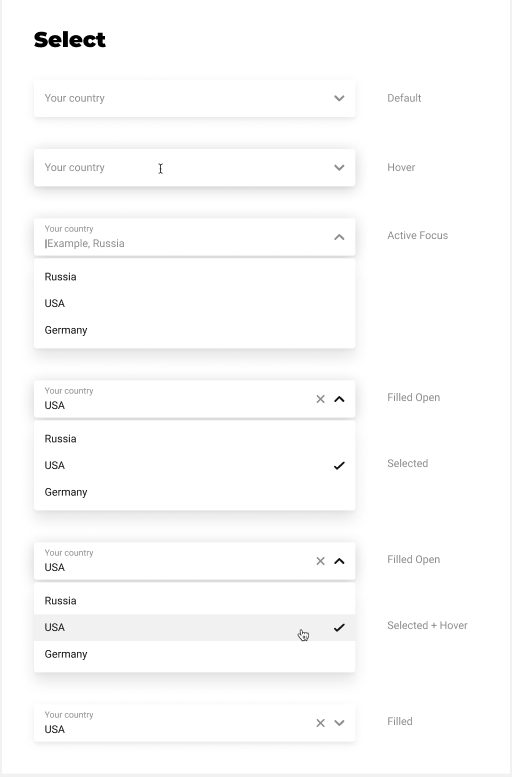 Select
Your country
Default
Your country
Hover
Your country
Example, Russia
Active Focus
Russia
USA
Germany
Your country
USA
Filled Open
Russia
USA
Selected
Germany
Your country
USA
Filled Open
Russia
USA
Selected + Hover
Germany
Your country
USA
Filled